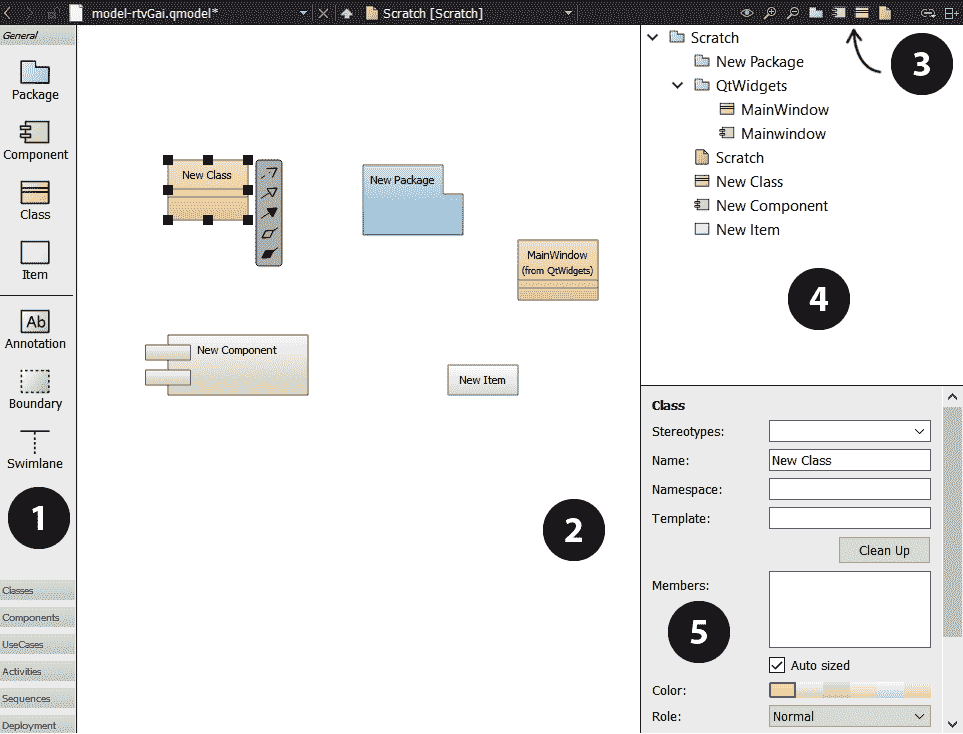 model-rtvGai.qmodel*
Scratch [Scratch]
General
Package
Component
Class
Item
Ab
Annotation
Boundary
Swimlane
1
Classes
Components
UseCases
Activities
Sequences
Deployment
New Class
New Package
MainWindow
(from QtWidgets)
New Component
New Item
2
3
Scratch
New Package
QtWidgets
MainWindow
Mainwindow
Scratch
New Class
New Component
New Item
4
Class
Stereotypes:
Name: New Class
Namespace:
Template:
Clean Up
Members:
5
Auto sized
Color:
Role: Normal